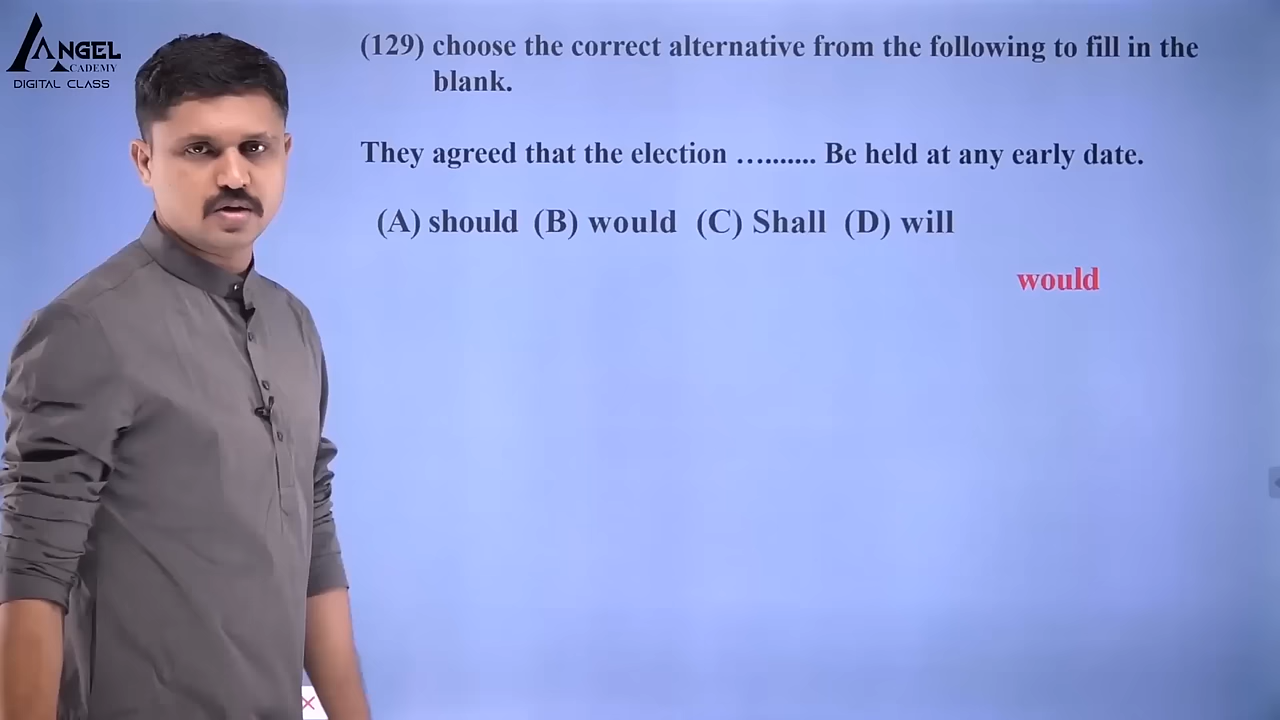 ANGEL
ACADEMY
DIGITAL CLASS
(129) choose the correct alternative from the following to fill in the
blank.
They agreed that the election ........... Be held at any early date.
(A) should (B) would (C) Shall (D) will
would